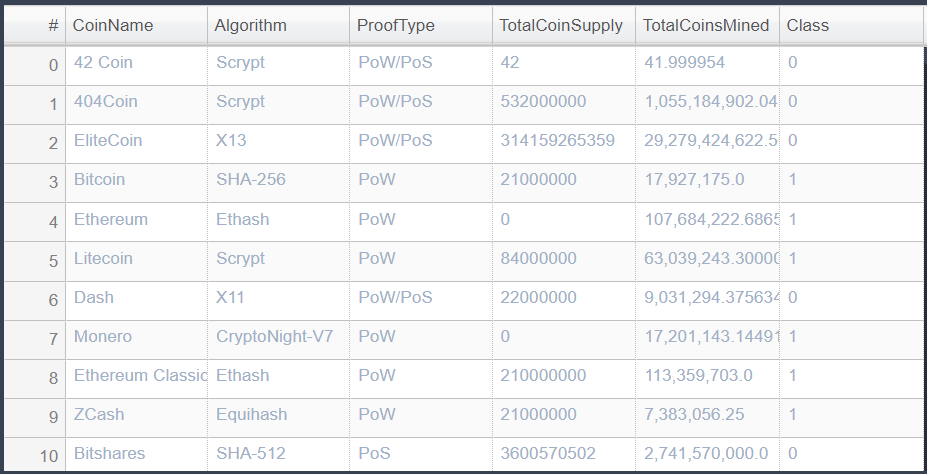 # CoinName Algorithm ProofType TotalCoinSupply TotalCoinsMined Class
0 42 Coin Scrypt PoW/PoS 42 41.999954 0
1 404Coin Scrypt PoW/PoS 532000000 1,055,184,902.04 0
2 EliteCoin X13 PoW/PoS 314159265359 29,279,424,622.5 0
3 Bitcoin SHA-256 PoW 21000000 17,927,175.0 1
4 Ethereum Ethash PoW 0 107,684,222.6865 1
5 Litecoin Scrypt PoW 84000000 63,039,243.30000 1
6 Dash X11 PoW/PoS 22000000 9,031,294.375634 0
7 Monero CryptoNight-V7 PoW 0 17,201,143.14491 1
8 Ethereum Classic Ethash PoW 210000000 113,359,703.0 1
9 ZCash Equihash PoW 21000000 7,383,056.25 1
10 Bitshares SHA-512 PoS 3600570502 2,741,570,000.0 0